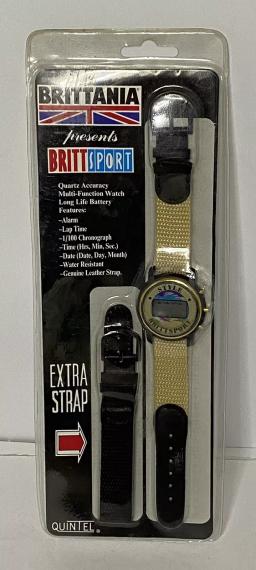 BRITTANIA
presents
BRITTSPORT
Quartz Accuracy
Multi-Function Watch
Long Life Battery
Features:
–Alarm
–Lap Time
–1/100 Chronograph
–Time (Hrs, Min, Sec.)
–Date (Date, Day, Month)
–Water Resistant
–Genuine Leather Strap.
STYLE
BRITTSPORT
EXTRA
STRAP
QUINTEL®